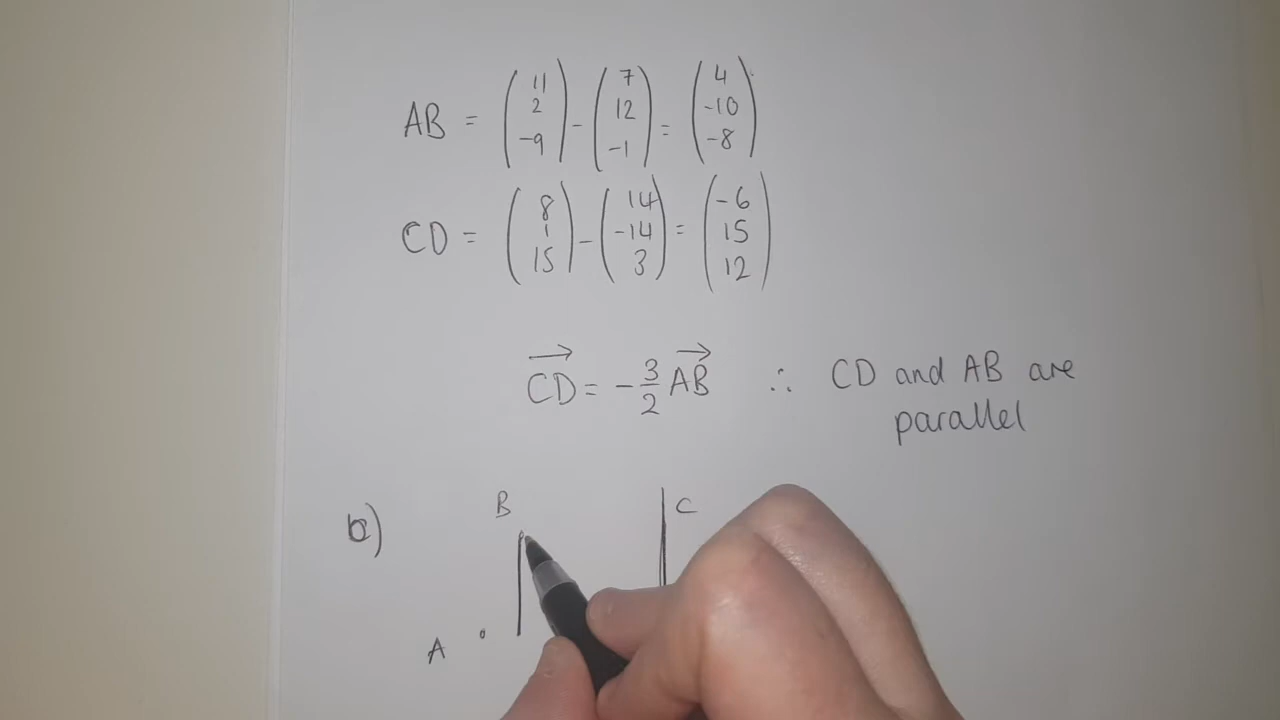 AB = (11 2 -9) - (7 12 -1) = (4 -10 -8)
CD = (8 1 15) - (14 -14 3) = (-6 15 12)
CD = - 3/2 AB ∴ CD and AB are
parallel
B C
A